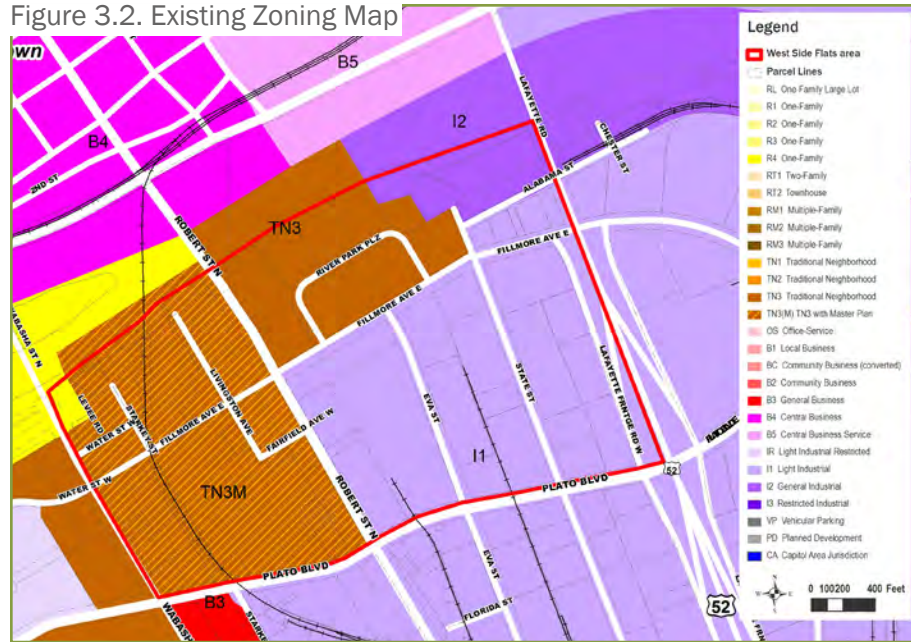 Figure 3.2. Existing Zoning Map
own
B5
I2
B4
2ND ST
LAFAYETTE RD
CHESTER ST
ALABAMA ST
TN3
ROBERT ST N
RIVER PARK PLZ
FILLMORE AVE E
FILLMORE AVE E
WABASHA ST N
LEVEE RD
WATER ST W
STARKEY ST
LIVINGSTON AVE
FILLMORE AVE E
FAIRFIELD AVE W
WATER ST W
EVA ST
STATE ST
LAFAYETTE FRNTGE RD W
I1
TN3M
ROBERT ST N
PLATO BLVD
52
PLATO BLVD
B3
EVA ST
FLORIDA ST
52
Legend
West Side Flats area
Parcel Lines
RL One Family Large Lot
R1 One-Family
R2 One-Family
R3 One-Family
R4 One-Family
RT1 Two-Family
RT2 Townhouse
RM1 Multiple-Family
RM2 Multiple-Family
RM3 Multiple-Family
TN1 Traditional Neighborhood
TN2 Traditional Neighborhood
TN3 Traditional Neighborhood
TN3(M) TN3 with Master Plan
OS Office-Service
B1 Local Business
BC Community Business (converted)
B2 Community Business
B3 General Business
B4 Central Business
B5 Central Business Service
IR Light Industrial Restricted
I1 Light Industrial
I2 General Industrial
I3 Restricted Industrial
VP Vehicular Parking
PD Planned Development
CA Capitol Area Jurisdiction
0 100200 400 Feet